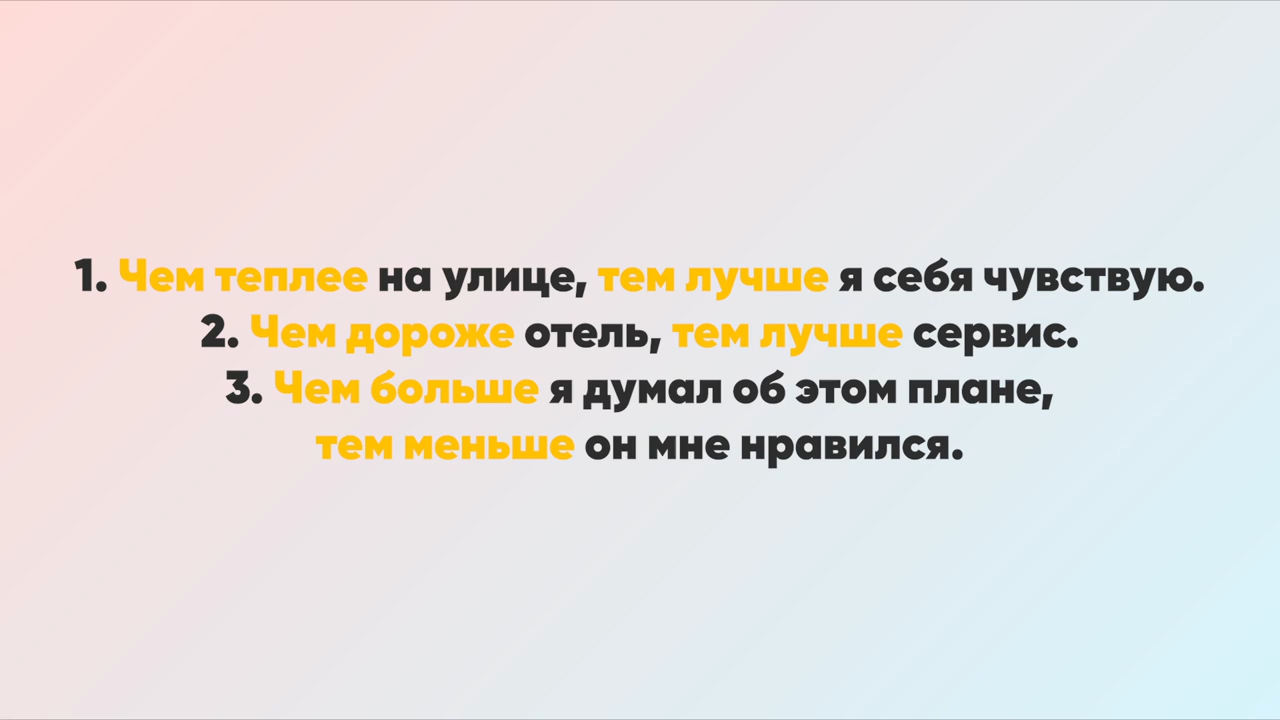 1. Чем теплее на улице, тем лучше я себя чувствую.
2. Чем дороже отель, тем лучше сервис.
3. Чем больше я думал об этом плане,
тем меньше он мне нравился.